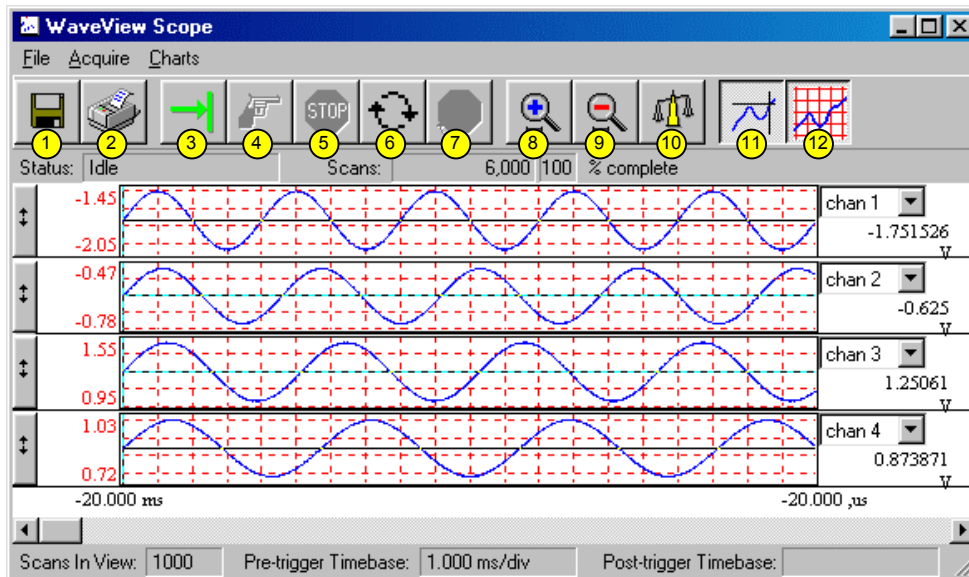 WaveView Scope
File Acquire Charts
STOP
1 2 3 4 5 6 7 8 9 10 11 12
Status: Idle Scans: 6,000 100 % complete
-1.45 chan 1
-2.05 -1.751526
V
-0.47 chan 2
-0.78 -0.625
V
1.55 chan 3
0.95 1.25061
V
1.03 chan 4
0.72 0.873871
V
-20.000 ms -20.000 ,us
Scans In View: 1000 Pre-trigger Timebase: 1.000 ms/div Post-trigger Timebase: